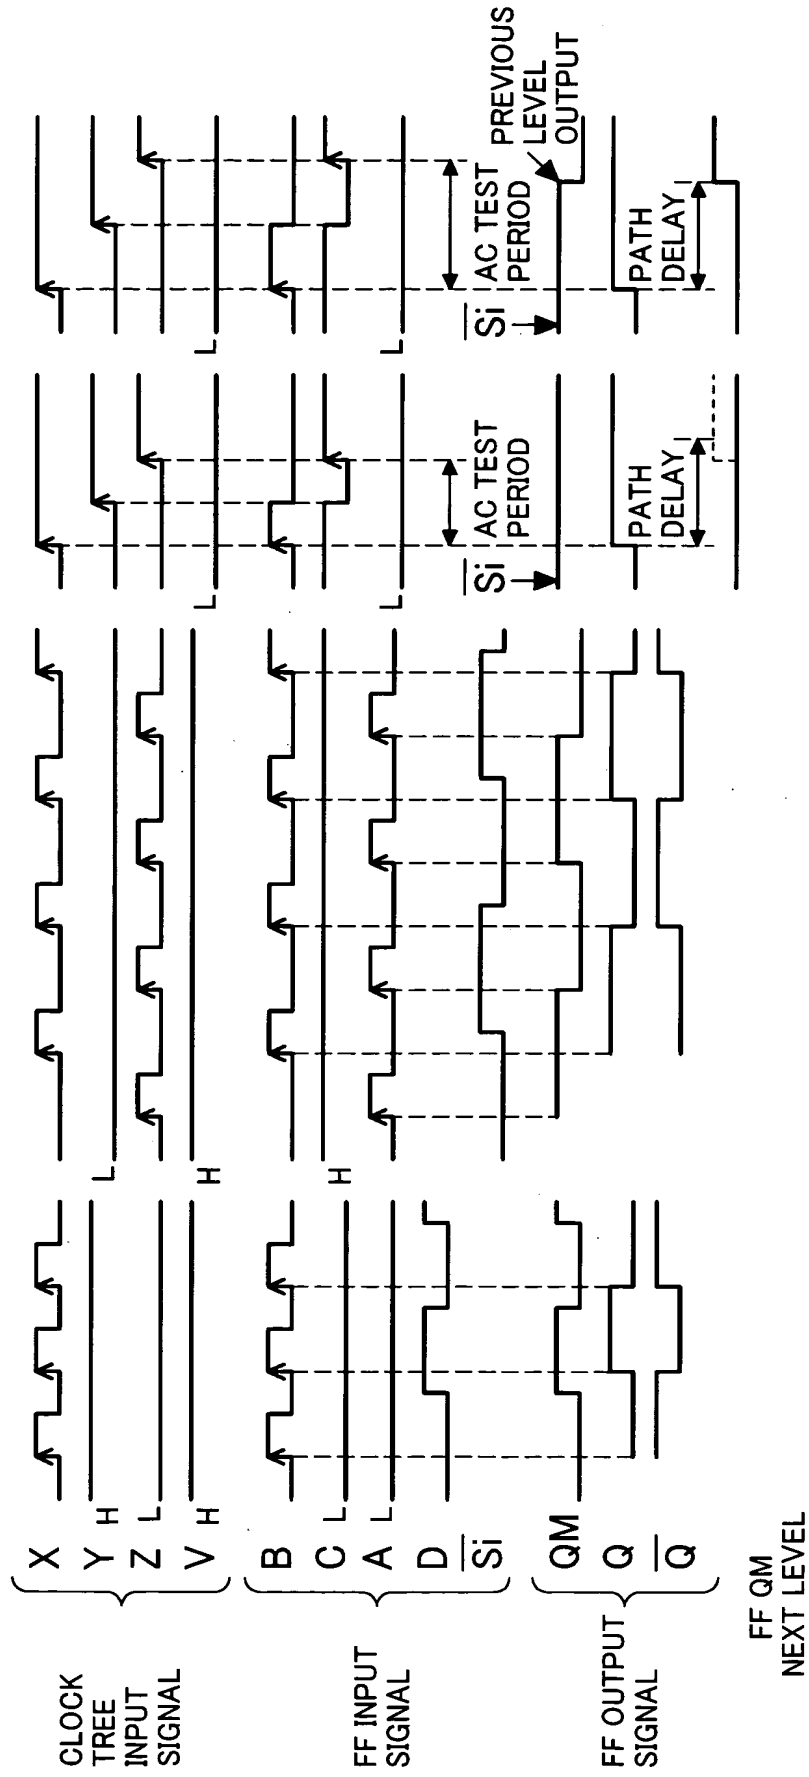 CLOCK
TREE
INPUT
SIGNAL
X
Y H
Z L
V H
L
H
L
L
FF INPUT
SIGNAL
B
C L
A L
D
Si
H
L
L
AC TEST
PERIOD
AC TEST
PERIOD
FF OUTPUT
SIGNAL
QM
Q
Q
Si
Si
PREVIOUS
LEVEL
OUTPUT
PATH
DELAY
PATH
DELAY
FF QM
NEXT LEVEL